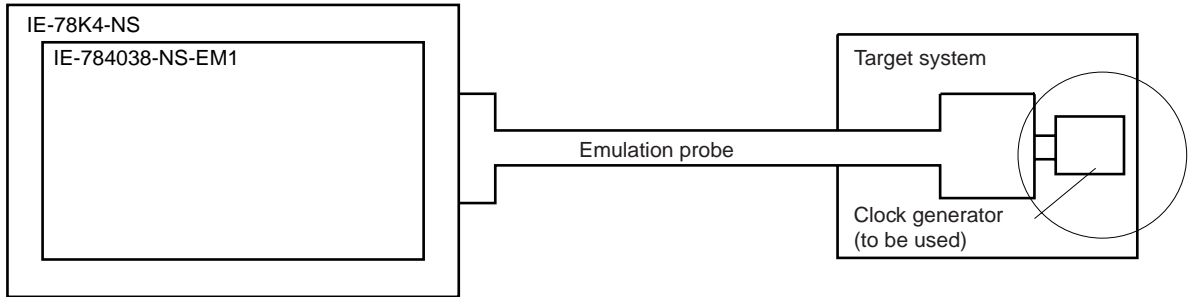 IE-78K4-NS
IE-784038-NS-EM1
Target system
Emulation probe
Clock generator
(to be used)